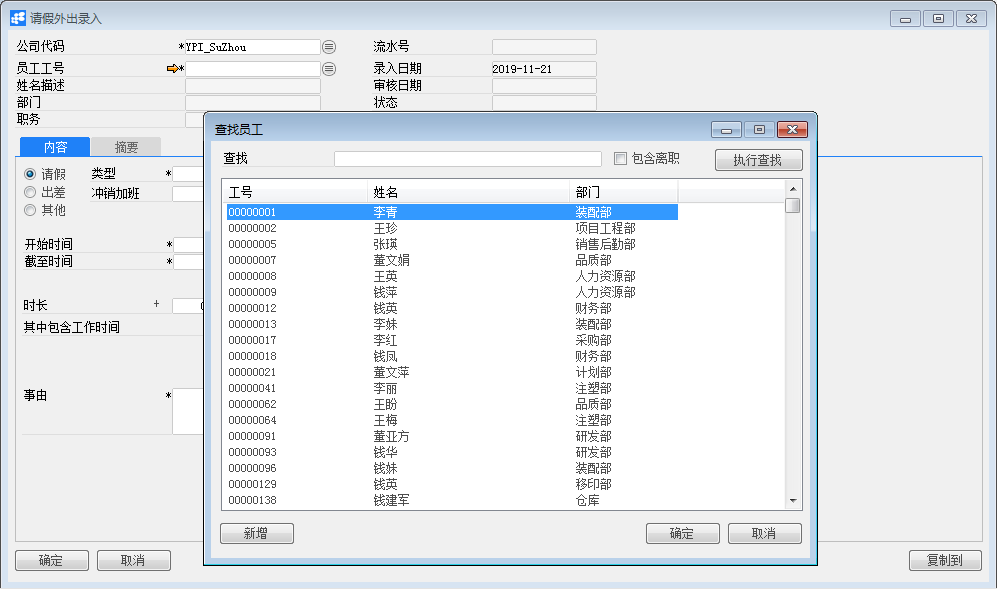 请假外出录入
公司代码 *YPI_SuZhou 流水号
员工工号 * 录入日期 2019-11-21
姓名描述 审核日期
部门 状态
职务
查找员工
内容 摘要
查找 包含离职 执行查找
请假 类型 *
出差 冲销加班
其他
开始时间 *
截至时间 *
时长 +
其中包含工作时间
事由 *
工号 姓名 部门
00000001 李青 装配部
00000002 王珍 项目工程部
00000005 张瑛 销售后勤部
00000007 董文娟 品质部
00000008 王英 人力资源部
00000009 钱萍 人力资源部
00000012 钱英 财务部
00000013 李妹 装配部
00000017 李红 采购部
00000018 钱凤 财务部
00000021 董文萍 计划部
00000041 李丽 注塑部
00000062 王盼 品质部
00000064 王梅 注塑部
00000091 董亚方 研发部
00000093 钱华 研发部
00000096 钱妹 装配部
00000129 钱英 移印部
00000138 钱建军 仓库
新增 确定 取消
确定 取消 复制到